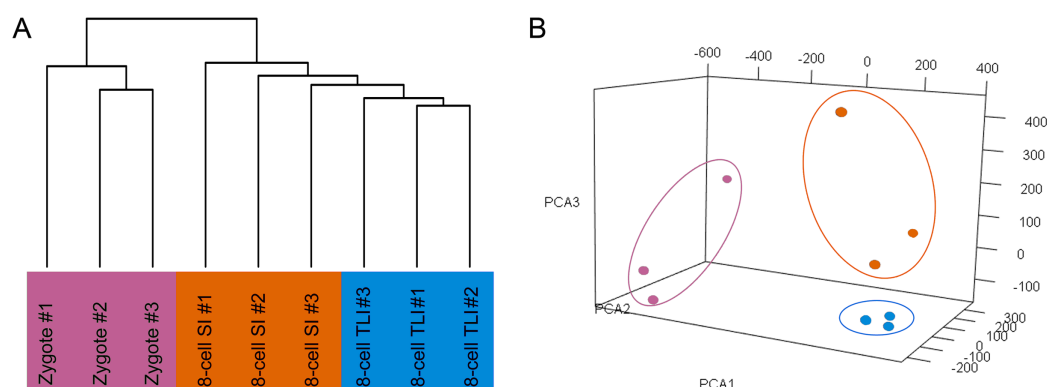 A
Zygote #1
Zygote #2
Zygote #3
8-cell SI #1
8-cell SI #2
8-cell SI #3
8-cell TLI#3
8-cell TLI#1
8-cell TLI#2
B
-600
-400
-200
0
200
400
400
300
200
100
0
-100
PCA3
PCA2
300
200
100
0
-100
-200
PCA1